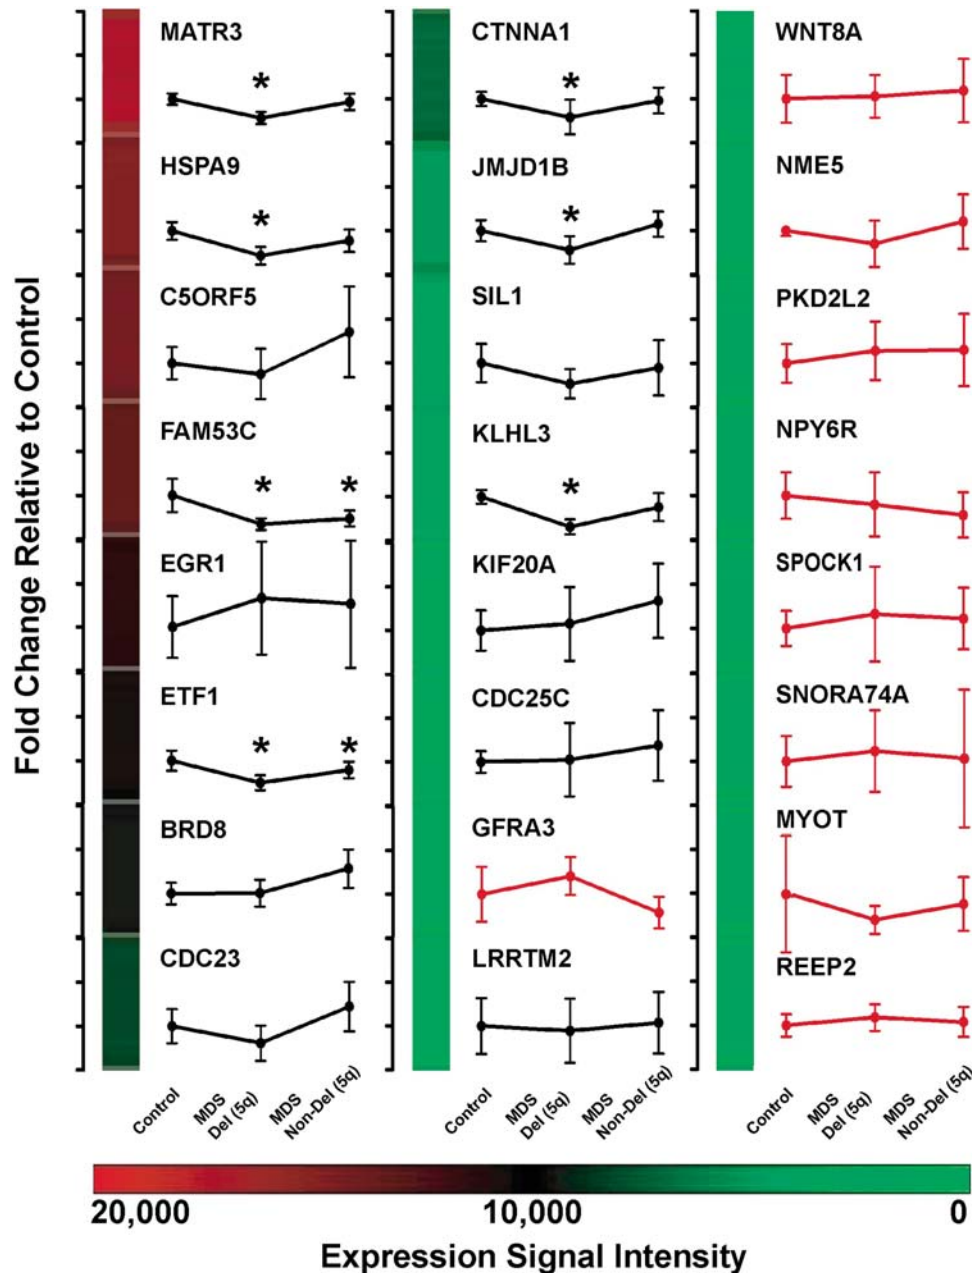 Fold Change Relative to Control
MATR3
*
HSPA9
*
C5ORF5
FAM53C
* *
EGR1
ETF1
* *
BRD8
CDC23
Control
MDS
Del (5q)
MDS
Non-Del (5q)
CTNNA1
*
JMJD1B
*
SIL1
KLHL3
*
KIF20A
CDC25C
GFRA3
LRRTM2
Control
MDS
Del (5q)
MDS
Non-Del (5q)
WNT8A
NME5
PKD2L2
NPY6R
SPOCK1
SNORA74A
MYOT
REEP2
Control
MDS
Del (5q)
MDS
Non-Del (5q)
20,000 10,000 0
Expression Signal Intensity